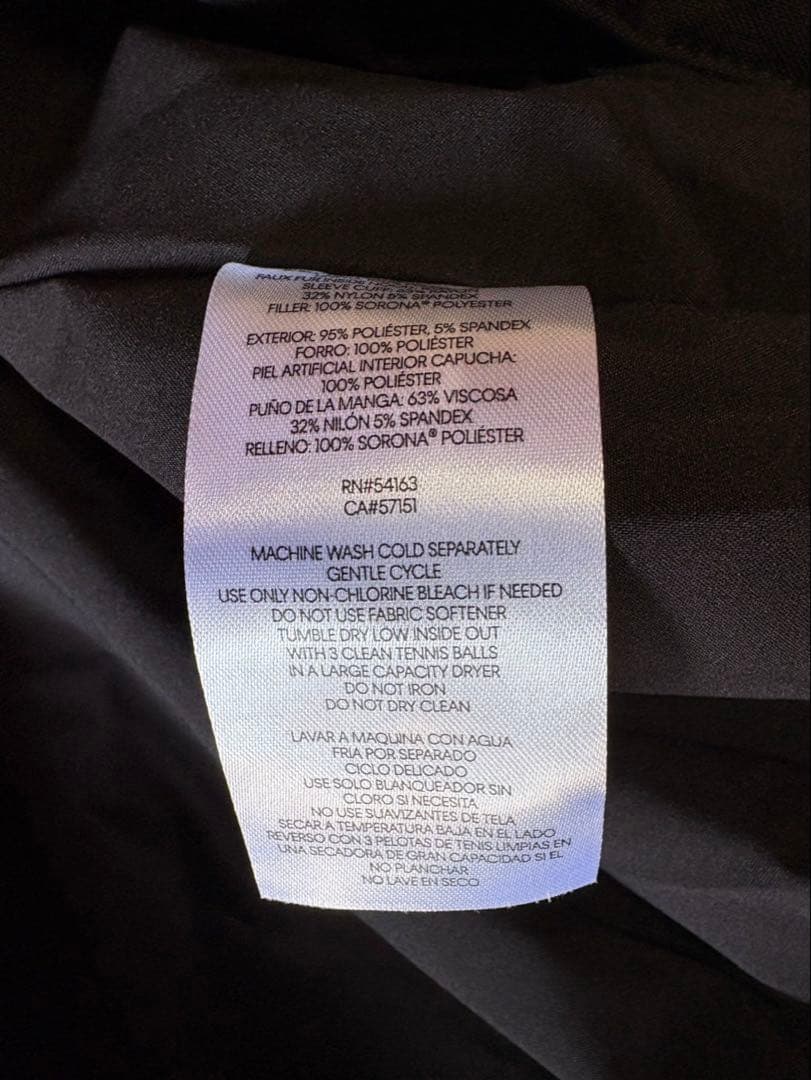 FAUX FUR
SLEEVE
32% NYLON 5% SPANDEX
FILLER: 100% SORONA® POLYESTER
EXTERIOR: 95% POLIÉSTER, 5% SPANDEX
FORRO: 100% POLIÉSTER
PIEL ARTIFICIAL INTERIOR CAPUCHA:
100% POLIÉSTER
PUÑO DE LA MANGA: 63% VISCOSA
32% NILÓN 5% SPANDEX
RELLENO: 100% SORONA® POLIÉSTER
RN#54163
CA#57151
MACHINE WASH COLD SEPARATELY
GENTLE CYCLE
USE ONLY NON-CHLORINE BLEACH IF NEEDED
DO NOT USE FABRIC SOFTENER
TUMBLE DRY LOW INSIDE OUT
WITH 3 CLEAN TENNIS BALLS
IN A LARGE CAPACITY DRYER
DO NOT IRON
DO NOT DRY CLEAN
LAVAR A MAQUINA CON AGUA
FRIA POR SEPARADO
CICLO DELICADO
USE SOLO BLANQUEADOR SIN
CLORO SI NECESITA
NO USE SUAVIZANTES DE TELA
SECAR A TEMPERATURA BAJA EN EL LADO
REVERSO CON 3 PELOTAS DE TENIS LIMPIAS EN
UNA SECADORA DE GRAN CAPACIDAD SI EL
NO PLANCHAR
NO LAVE EN SECO